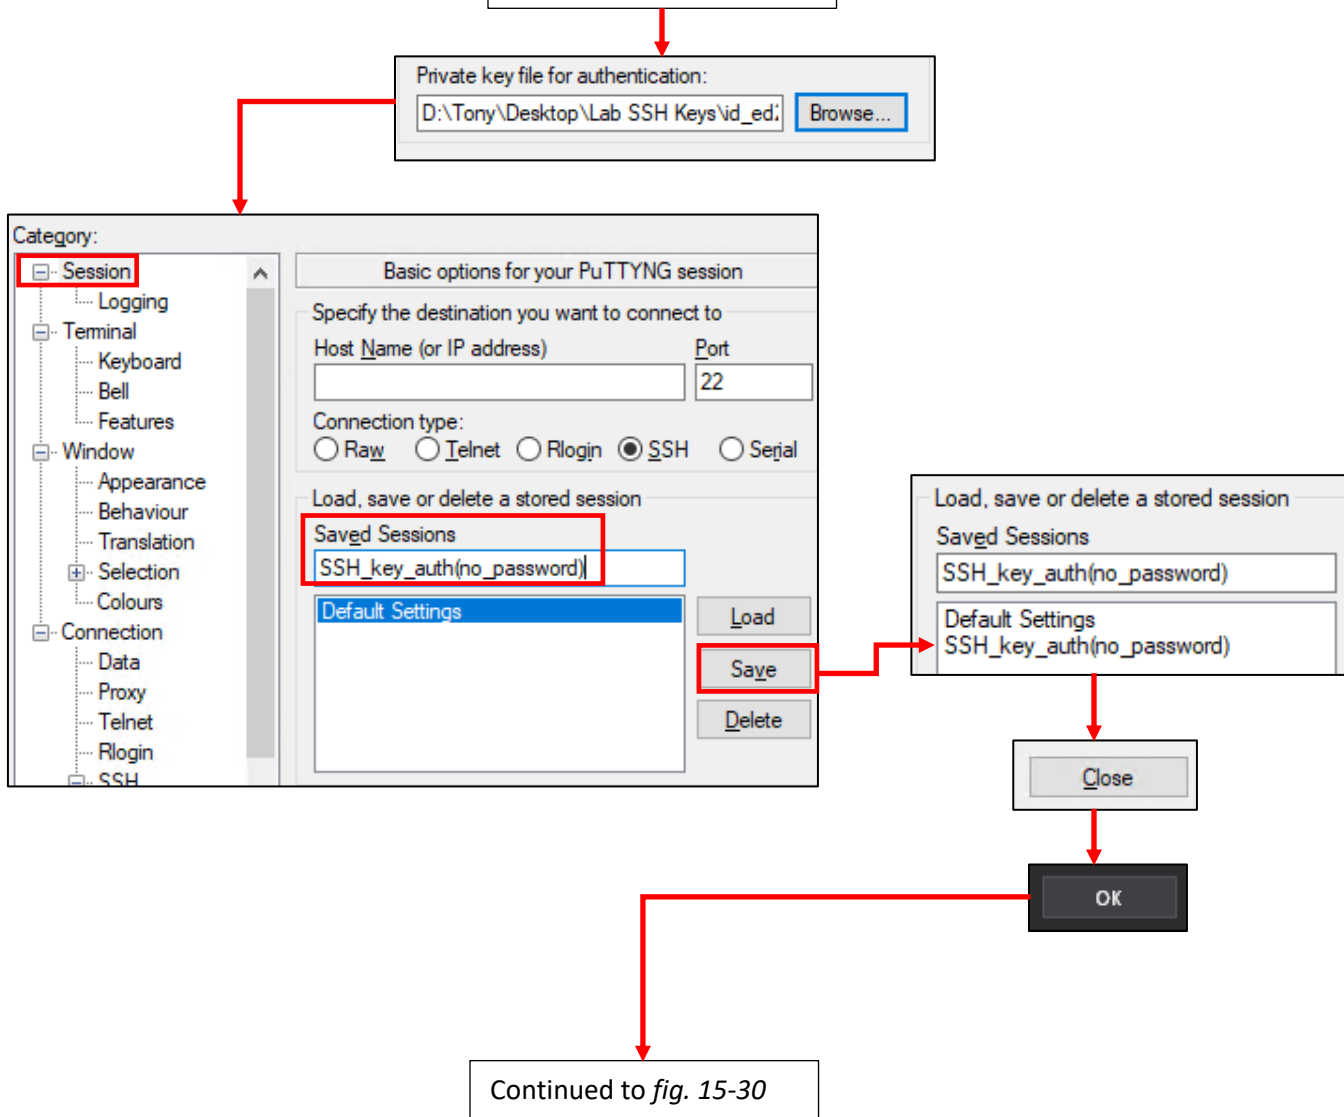 Private key file for authentication:
D:\Tony\Desktop\Lab SSH Keys\id_ed
Browse...
Category:
Session
Logging
Terminal
Keyboard
Bell
Features
Window
Appearance
Behaviour
Translation
Selection
Colours
Connection
Data
Proxy
Telnet
Rlogin
SSH
Basic options for your PuTTYNG session
Specify the destination you want to connect to
Host Name (or IP address)
Port
22
Connection type:
Raw
Telnet
Rlogin
SSH
Serial
Load, save or delete a stored session
Saved Sessions
SSH_key_auth(no_password)
Default Settings
Load
Save
Delete
Load, save or delete a stored session
Saved Sessions
SSH_key_auth(no_password)
Default Settings
SSH_key_auth(no_password)
Close
OK
Continued to fig. 15-30